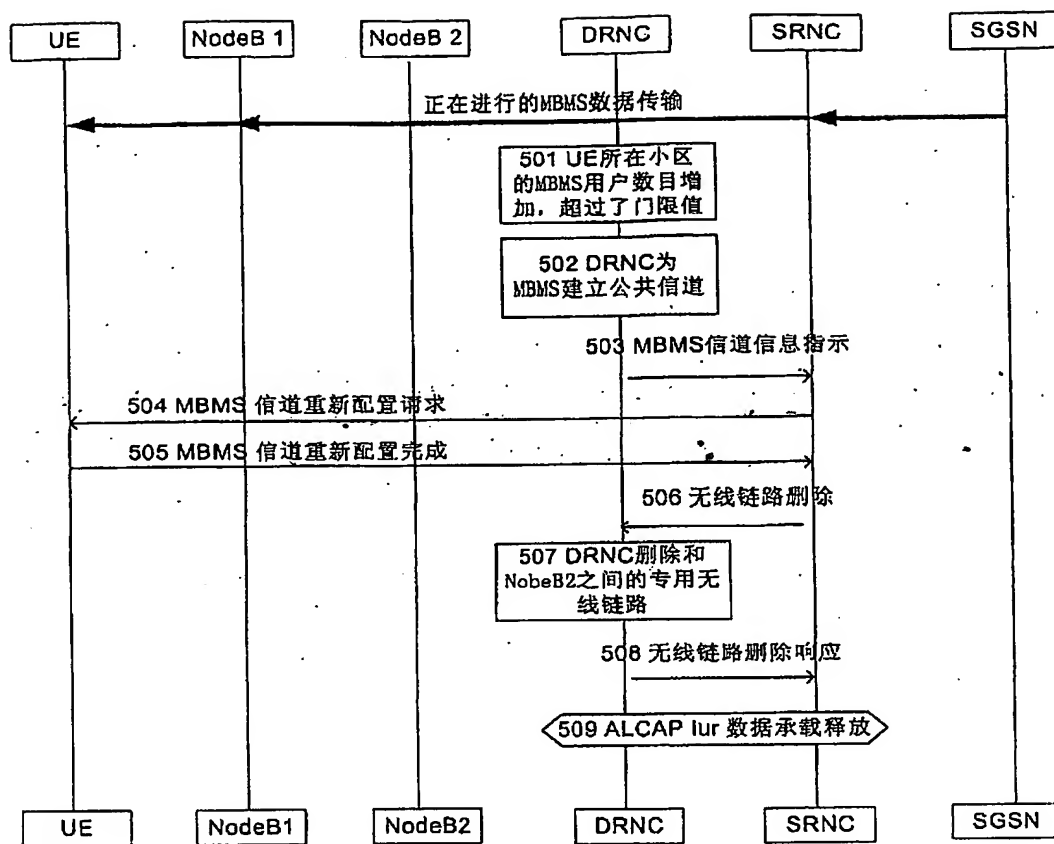 UE NodeB 1 NodeB 2 DRNC SRNC SGSN
正在进行的MBMS数据传输
501 UE所在小区
的MBMS用户数目增
加，超过了门限值
502 DRNC为
MBMS建立公共信道
503 MBMS信道信息指示
504 MBMS 信道重新配置请求
505 MBMS 信道重新配置完成
506 无线链路删除
507 DRNC删除和
NobeB2之间的专用无
线链路
508 无线链路删除响应
509 ALCAP Iur 数据承载释放
UE NodeB1 NodeB2 DRNC SRNC SGSN